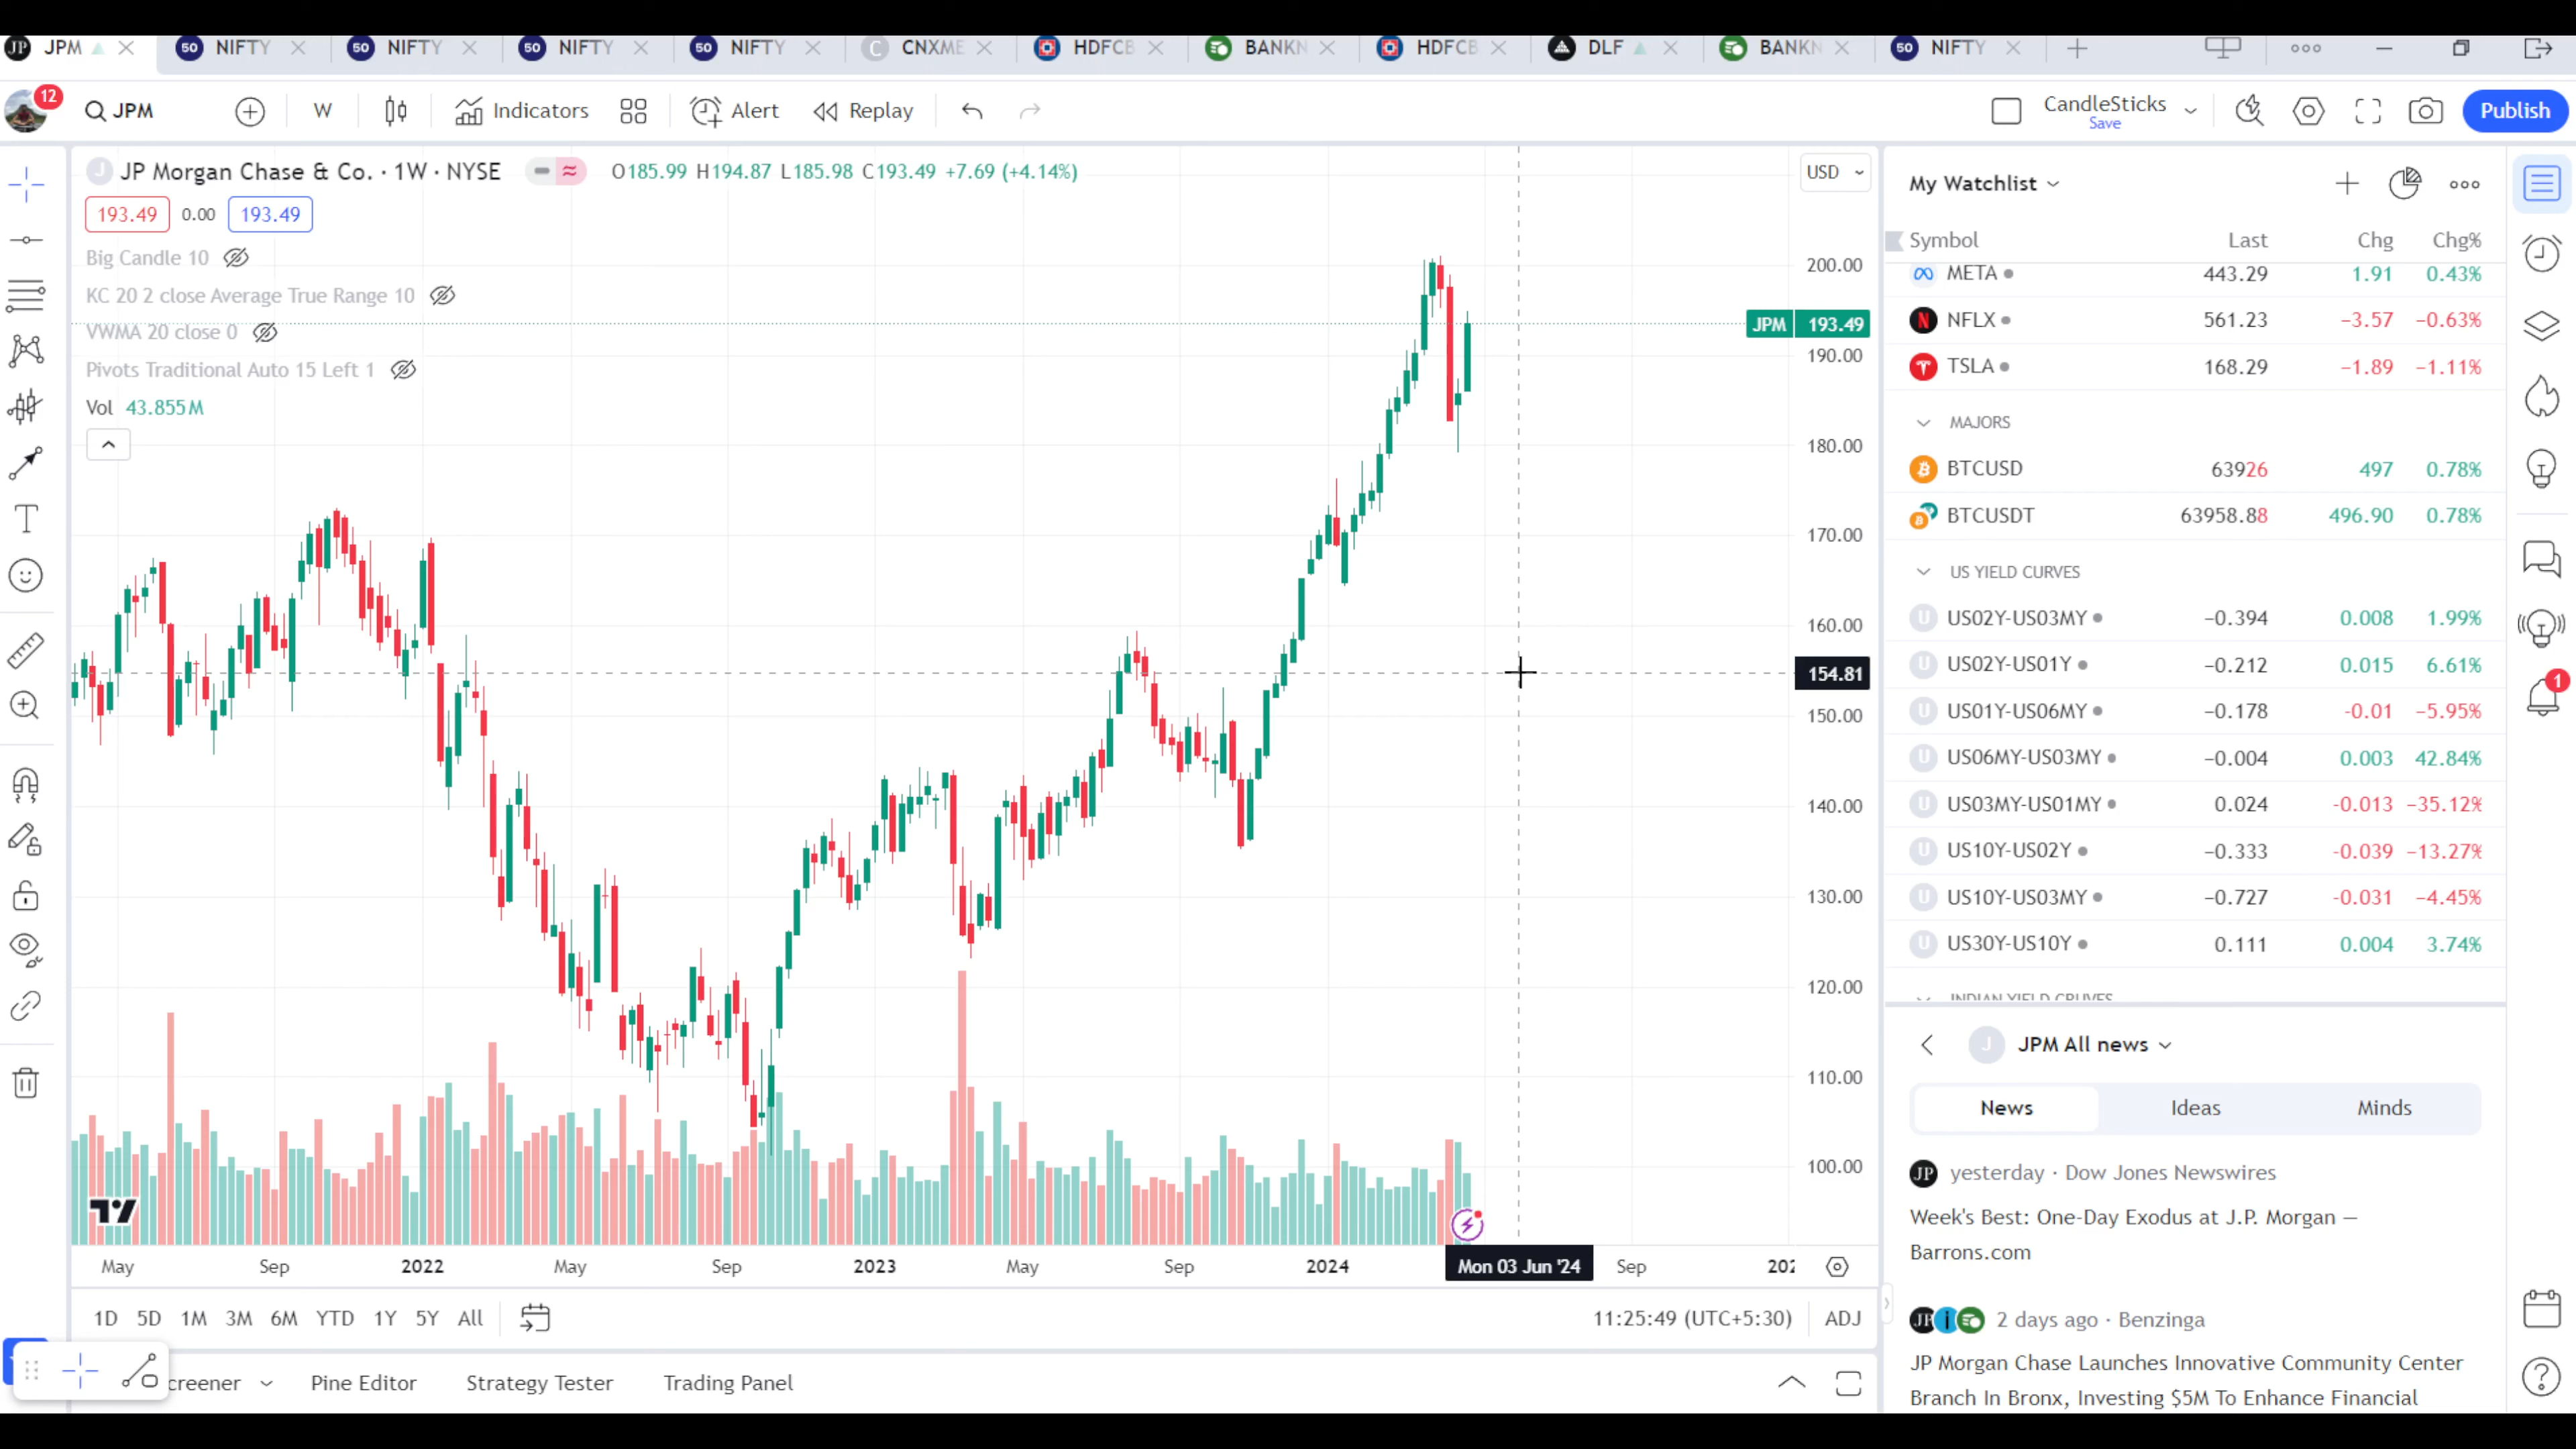 JPM NIFTY NIFTY NIFTY NIFTY CNXME HDFCB BANKN HDFCB DLF BANKN NIFTY
12 JPM W Indicators Alert Replay CandleSticks Save Publish
JP Morgan Chase & Co. · 1W · NYSE O185.99 H194.87 L185.98 C193.49 +7.69 (+4.14%) USD
193.49 0.00 193.49
Big Candle 10
KC 20 2 close Average True Range 10
VWMA 20 close 0
Pivots Traditional Auto 15 Left 1
Vol 43.855M
200.00
JPM 193.49
190.00
180.00
170.00
160.00
154.81
150.00
140.00
130.00
120.00
110.00
100.00
May Sep 2022 May Sep 2023 May Sep 2024 Mon 03 Jun '24 Sep
1D 5D 1M 3M 6M YTD 1Y 5Y All 11:25:49 (UTC+5:30) ADJ
creener Pine Editor Strategy Tester Trading Panel
My Watchlist
Symbol Last Chg Chg%
META 443.29 1.91 0.43%
NFLX 561.23 −3.57 −0.63%
TSLA 168.29 −1.89 −1.11%
MAJORS
BTCUSD 63926 497 0.78%
BTCUSDT 63958.88 496.90 0.78%
US YIELD CURVES
US02Y-US03MY −0.394 0.008 1.99%
US02Y-US01Y −0.212 0.015 6.61%
US01Y-US06MY −0.178 -0.01 −5.95%
US06MY-US03MY −0.004 0.003 42.84%
US03MY-US01MY 0.024 -0.013 −35.12%
US10Y-US02Y −0.333 -0.039 −13.27%
US10Y-US03MY −0.727 -0.031 −4.45%
US30Y-US10Y 0.111 0.004 3.74%
INDIAN YIELD CRUVES
JPM All news
News Ideas Minds
yesterday · Dow Jones Newswires
Week's Best: One-Day Exodus at J.P. Morgan —
Barrons.com
2 days ago · Benzinga
JP Morgan Chase Launches Innovative Community Center
Branch In Bronx, Investing $5M To Enhance Financial
1